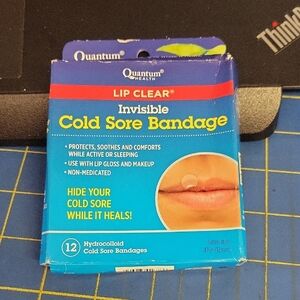 Quantum®
Quantum®
HEALTH
LIP CLEAR®
Invisible
Cold Sore Bandage
• PROTECTS, SOOTHES AND COMFORTS
WHILE ACTIVE OR SLEEPING
• USE WITH LIP GLOSS AND MAKEUP
• NON-MEDICATED
HIDE YOUR
COLD SORE
WHILE IT HEALS!
12 Hydrocolloid
Cold Sore Bandages